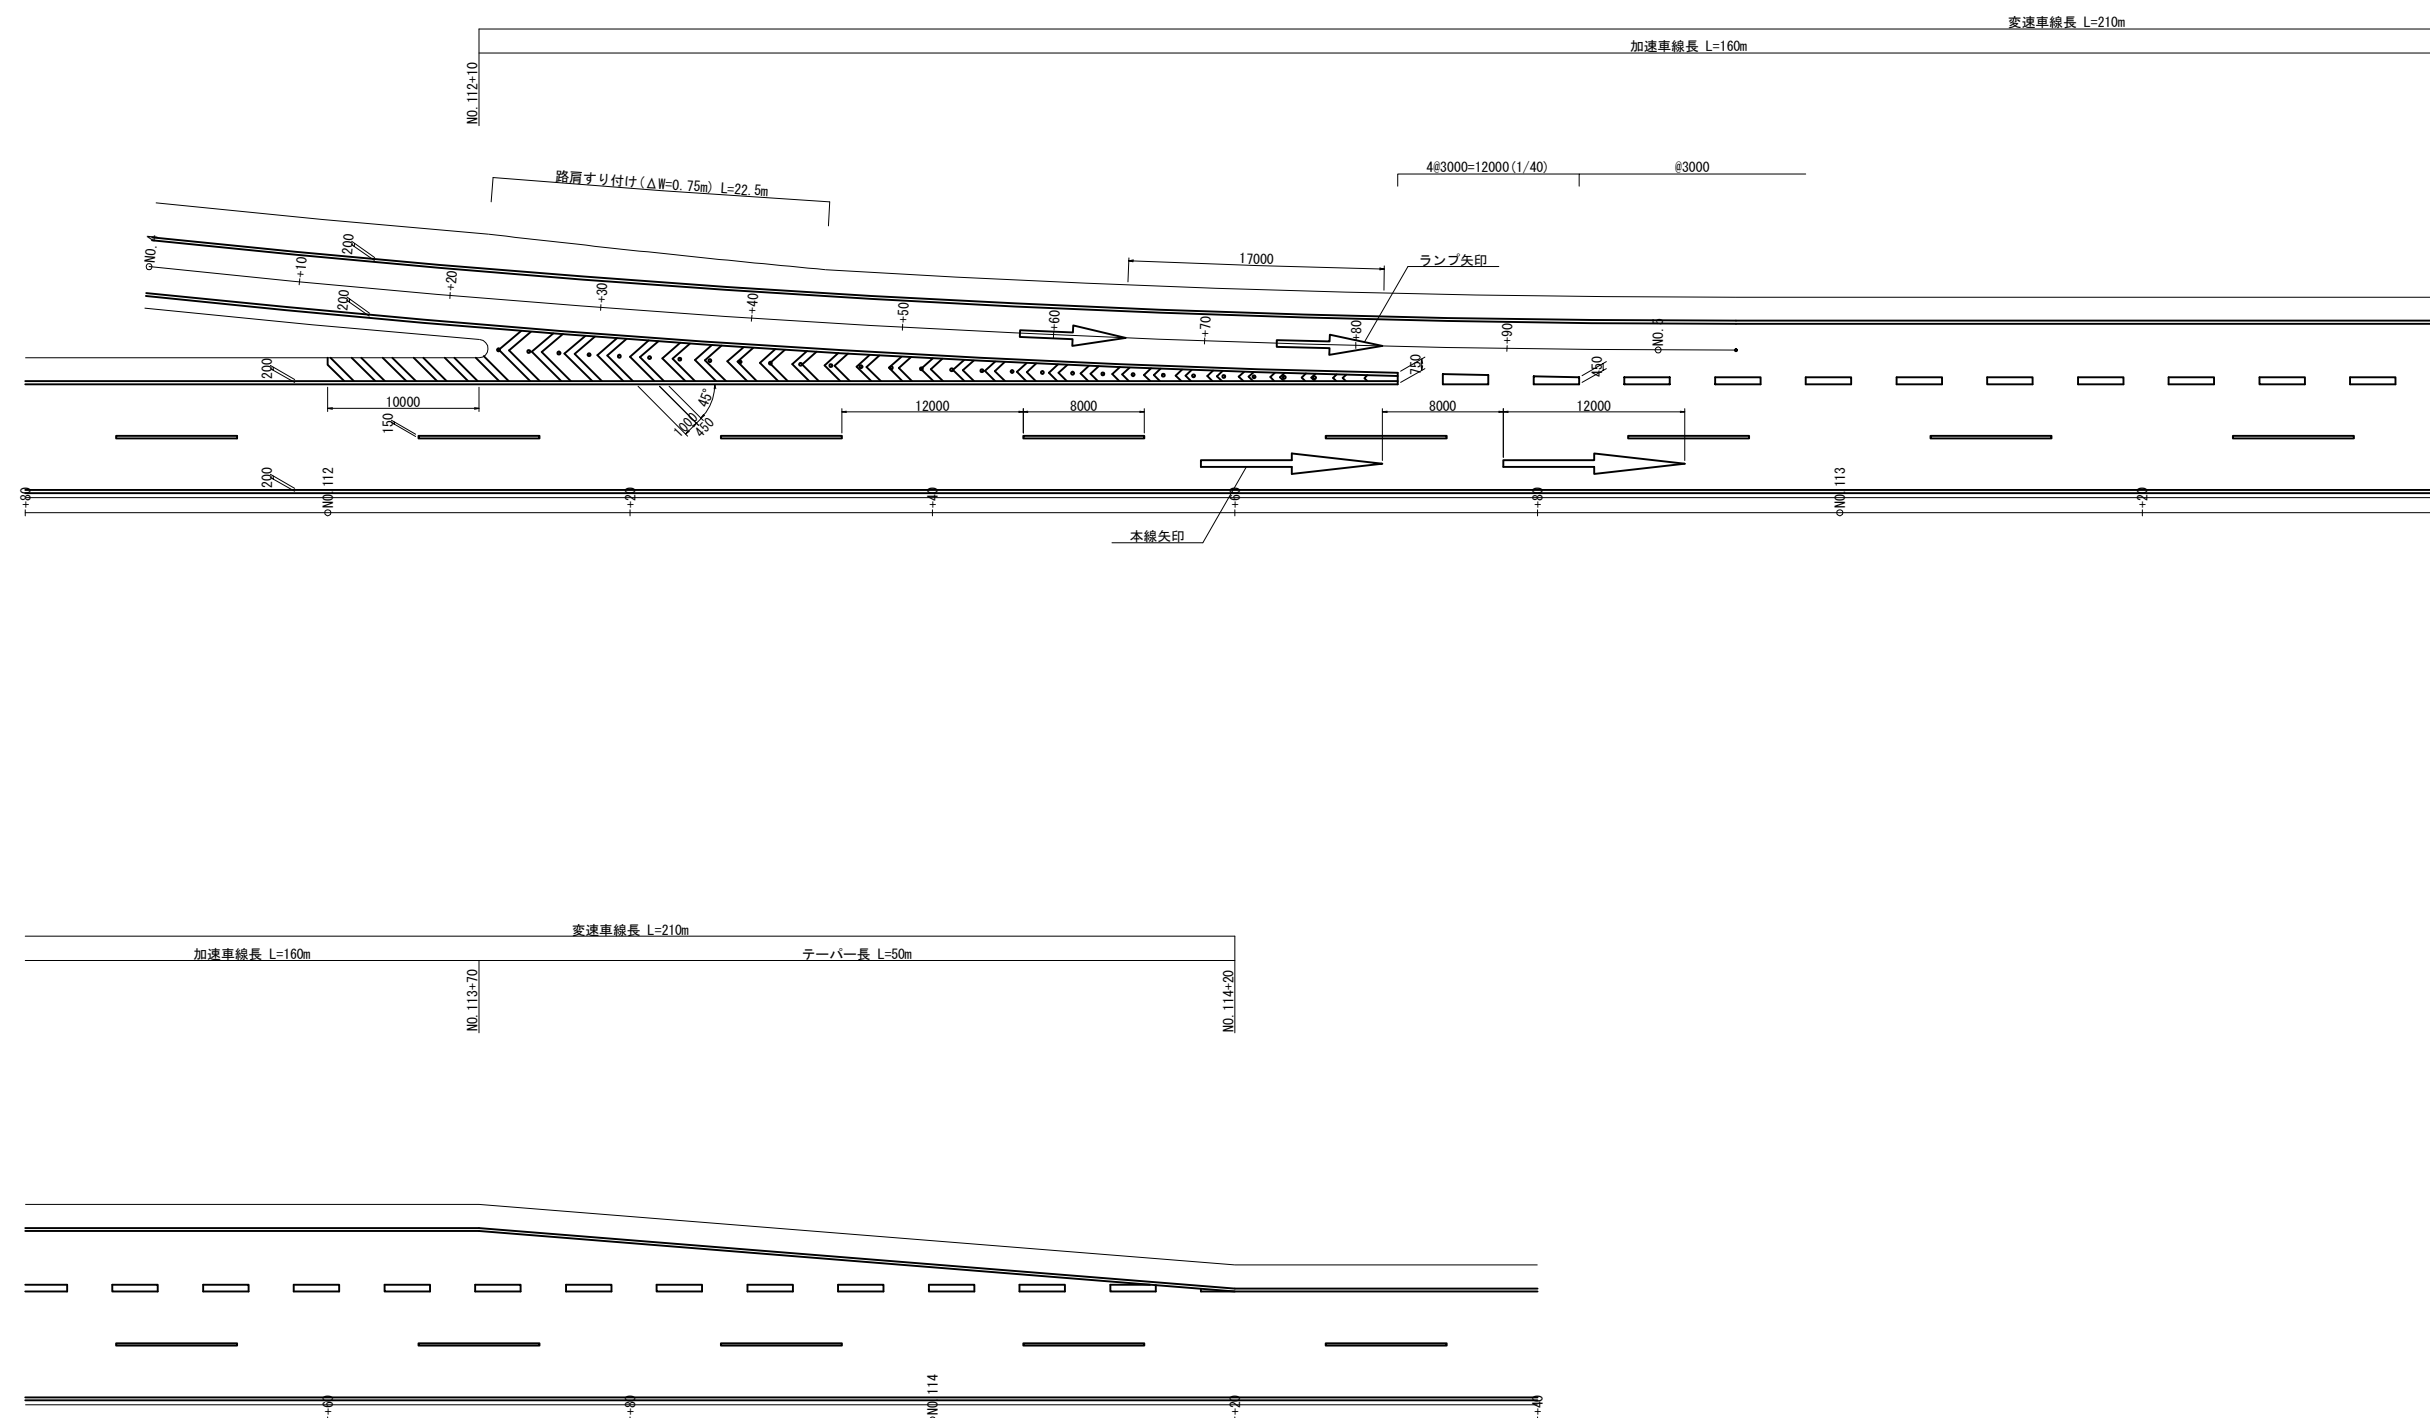 変速車線長 L=210m
加速車線長 L=160m
NO.112+10
4@3000=12000(1/40)
@3000
路肩すり付け(ΔW=0.75m) L=22.5m
NO.4
+10
200
+20
+30
+40
+50
+60
+70
+80
+90
NO.5
17000
ランプ矢印
200
200
750
450
10000
150
1000
450
45°
12000
8000
8000
12000
200
+80
NO.112
+20
+40
+60
+80
NO.113
+20
本線矢印
変速車線長 L=210m
加速車線長 L=160m
テーパー長 L=50m
NO.113+70
NO.114+20
+60
+80
NO.114
+20
+40